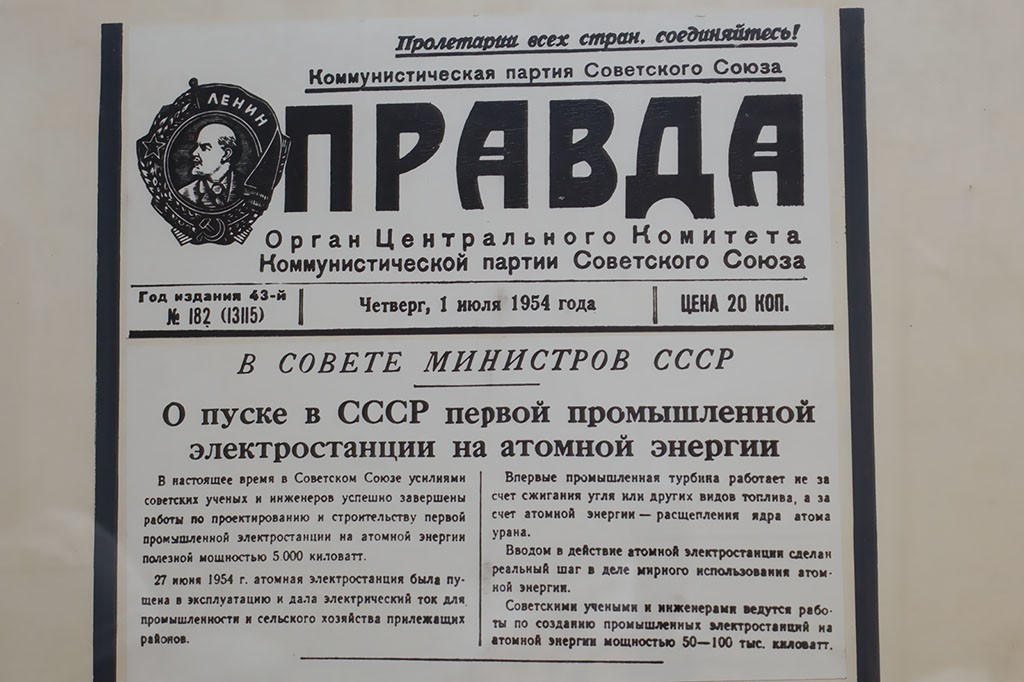 Пролетарии всех стран, соединяйтесь!
Коммунистическая партия Советского Союза
ЛЕНИН
ПРАВДА
Орган Центрального Комитета
Коммунистической партии Советского Союза
Год издания 43-й
№ 182 (13115)
Четверг, 1 июля 1954 года
ЦЕНА 20 КОП.
В СОВЕТЕ МИНИСТРОВ СССР
О пуске в СССР первой промышленной
электростанции на атомной энергии
В настоящее время в Советском Союзе усилиями
советских ученых и инженеров успешно завершены
работы по проектированию и строительству первой
промышленной электростанции на атомной энергии
полезной мощностью 5.000 киловатт.
27 июня 1954 г. атомная электростанция была пу-
щена в эксплуатацию и дала электрический ток для
промышленности и сельского хозяйства прилежащих
районов.
Впервые промышленная турбина работает не за
счет сжигания угля или других видов топлива, а за
счет атомной энергии — расщепления ядра атома
урана.
Вводом в действие атомной электростанции сделан
реальный шаг в деле мирного использования атом-
ной энергии.
Советскими учеными и инженерами ведутся рабо-
ты по созданию промышленных электростанций на
атомной энергии мощностью 50—100 тыс. киловатт.